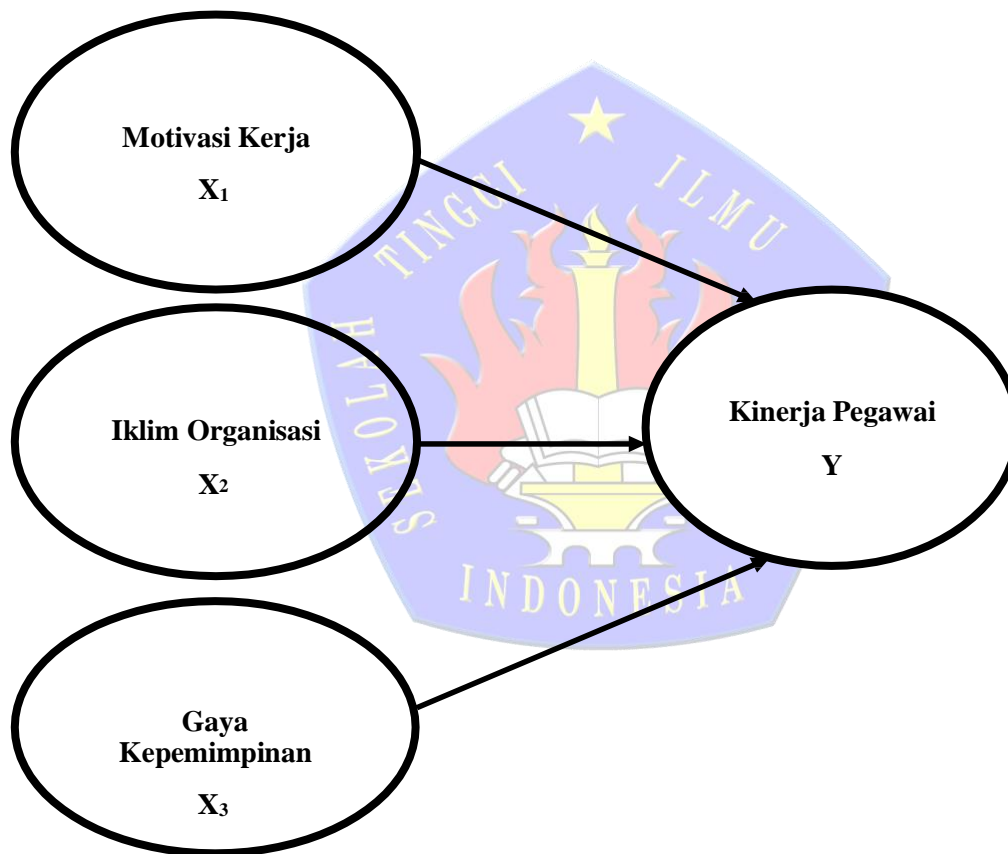 Motivasi Kerja
X1
SEKOLAH TINGGI ILMU
INDONESIA
Iklim Organisasi
X2
Kinerja Pegawai
Y
Gaya
Kepemimpinan
X3